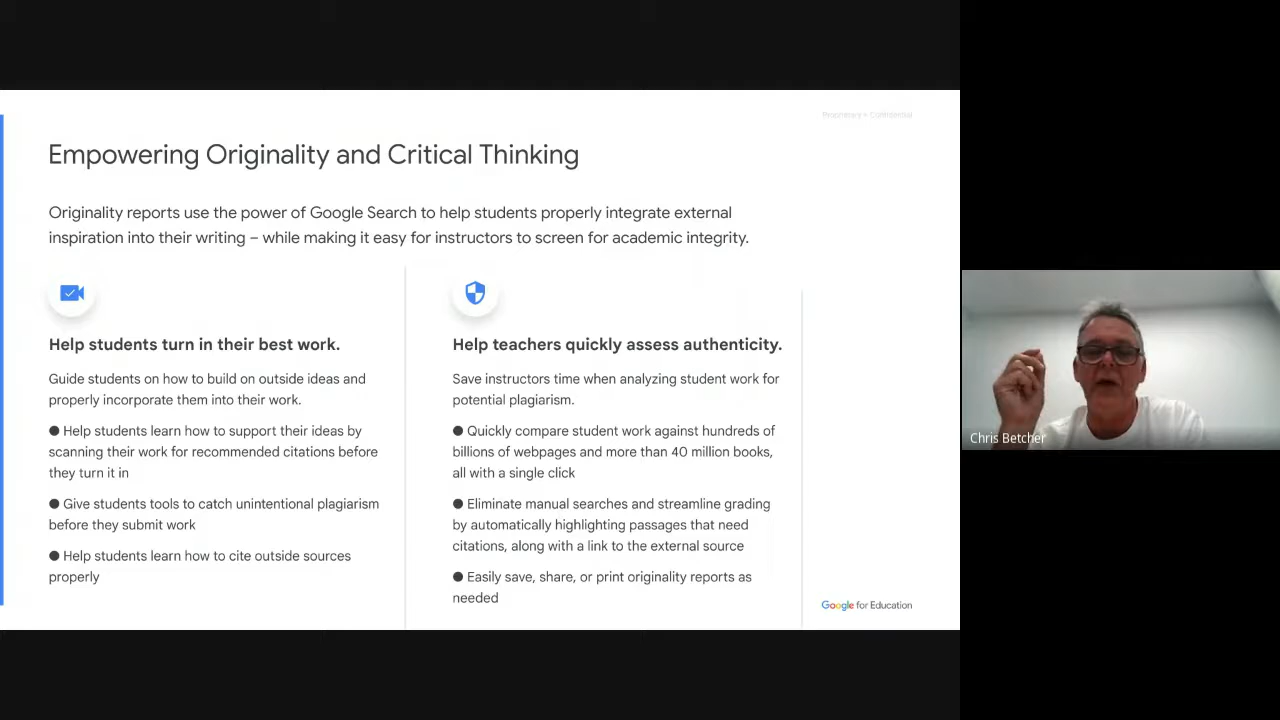 Proprietary + Confidential
Empowering Originality and Critical Thinking
Originality reports use the power of Google Search to help students properly integrate external
inspiration into their writing – while making it easy for instructors to screen for academic integrity.
Help students turn in their best work.
Guide students on how to build on outside ideas and
properly incorporate them into their work.
● Help students learn how to support their ideas by
scanning their work for recommended citations before
they turn it in
● Give students tools to catch unintentional plagiarism
before they submit work
● Help students learn how to cite outside sources
properly
Help teachers quickly assess authenticity.
Save instructors time when analyzing student work for
potential plagiarism.
● Quickly compare student work against hundreds of
billions of webpages and more than 40 million books,
all with a single click
● Eliminate manual searches and streamline grading
by automatically highlighting passages that need
citations, along with a link to the external source
● Easily save, share, or print originality reports as
needed
Google for Education
Chris Betcher